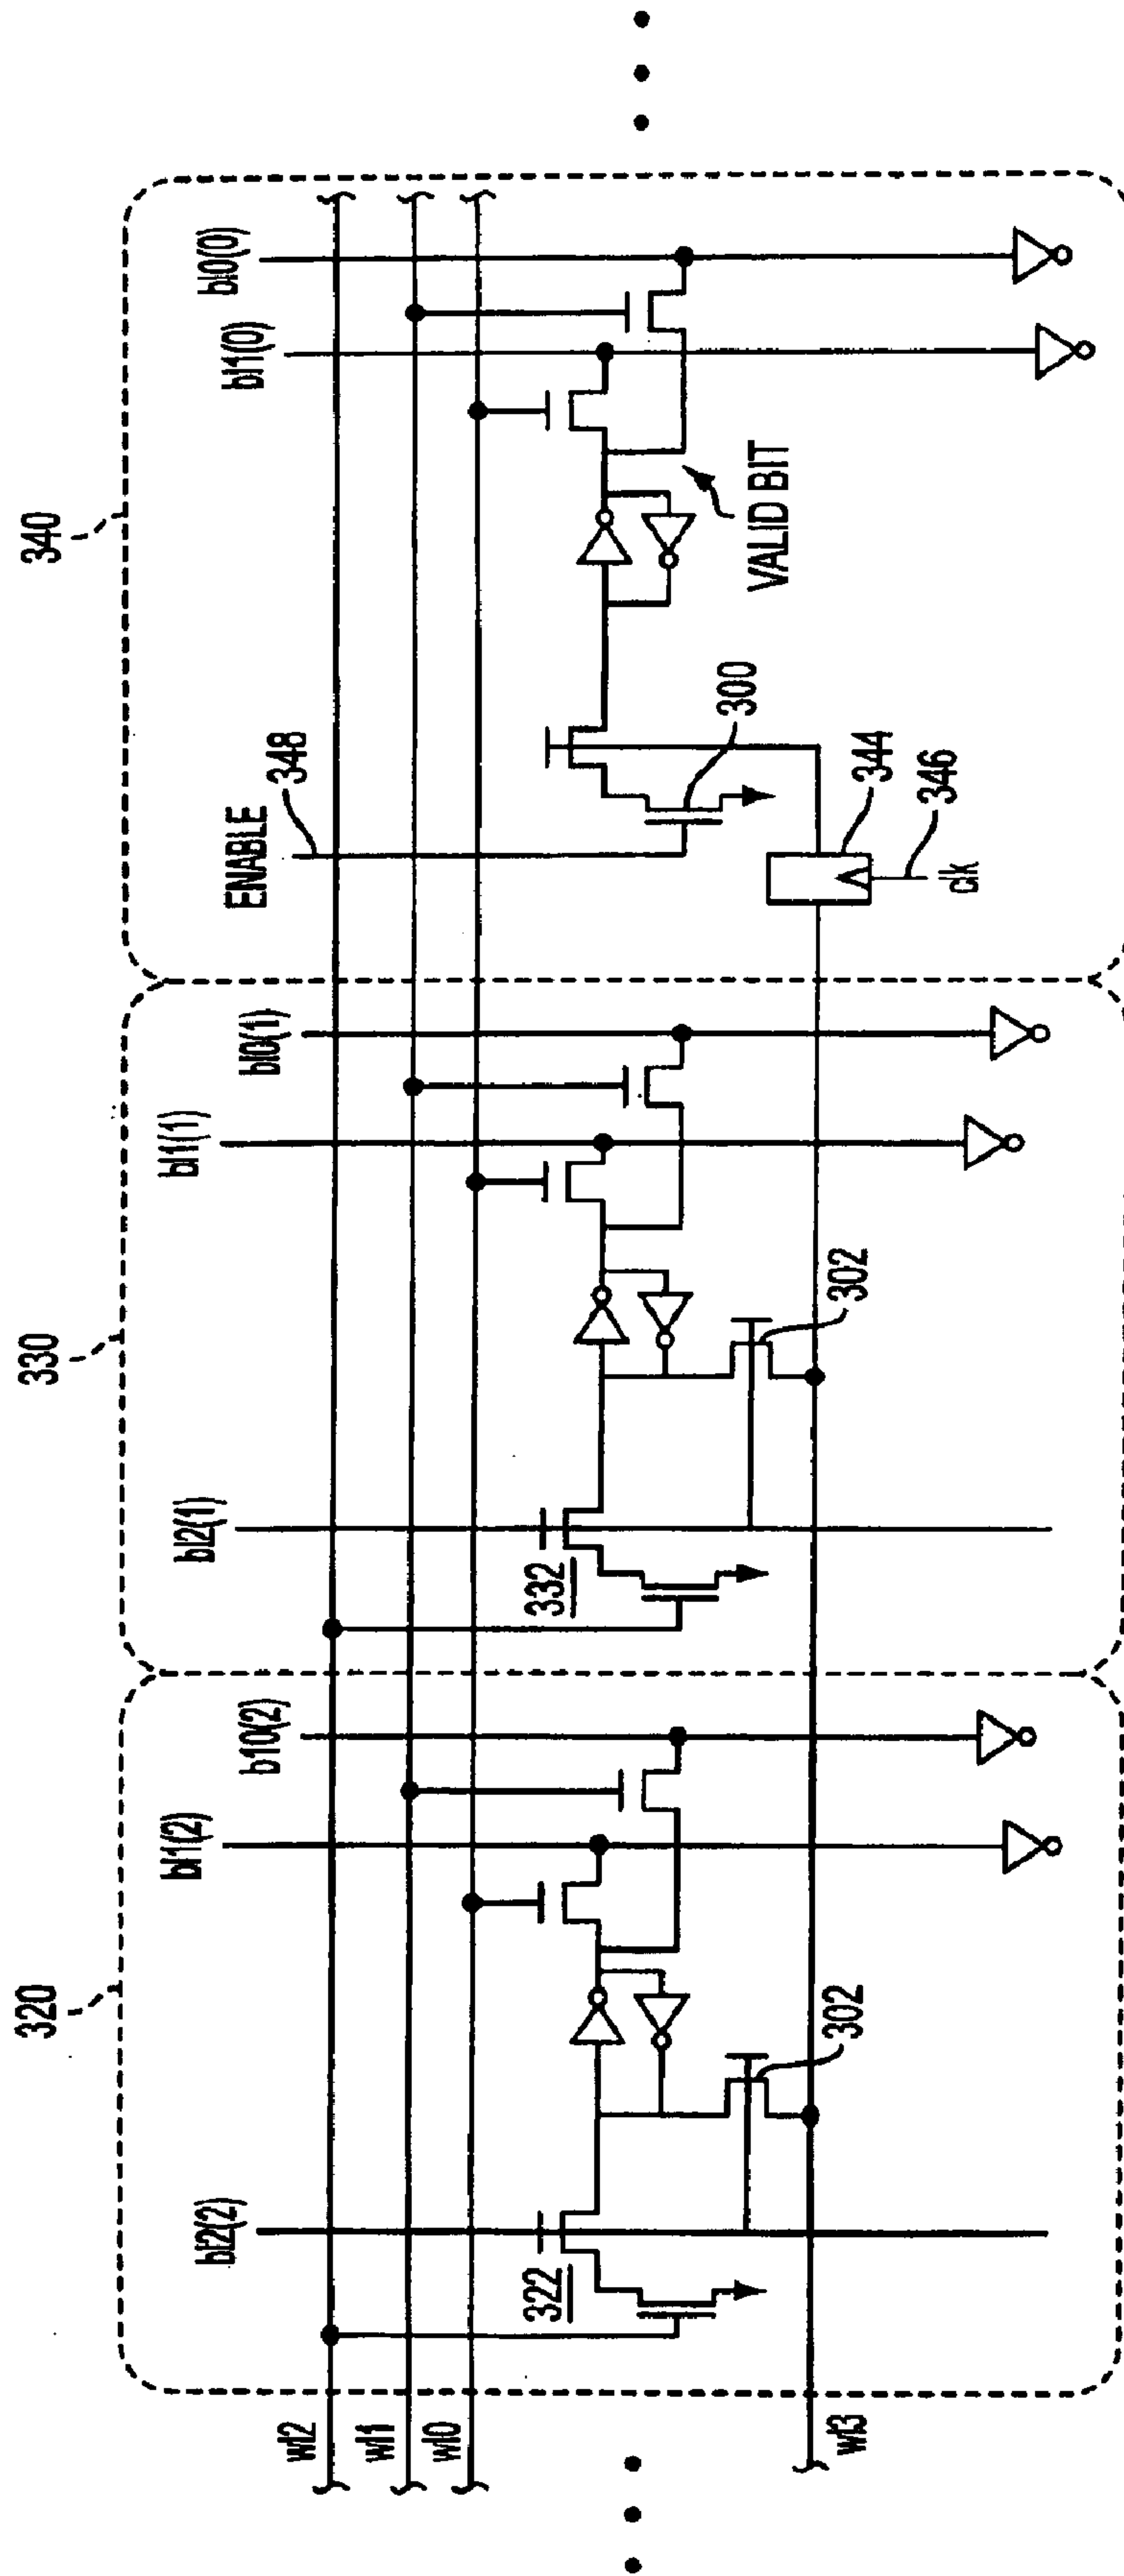 320
330
340
bl2(2)
bl1(2)
b10(2)
bl2(1)
bl1(1)
bl0(1)
ENABLE
348
bl1(0)
bl0(0)
wl2
wl1
wl0
322
332
300
VALID BIT
302
302
344
346
clk
wl3